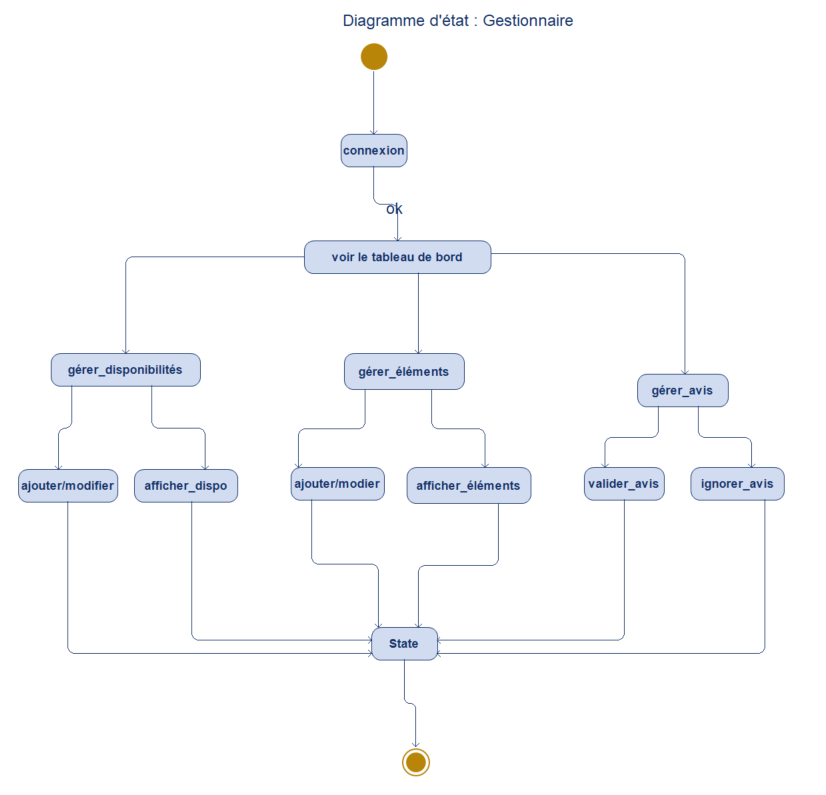 Diagramme d'état : Gestionnaire
connexion
OK
voir le tableau de bord
gérer_disponibilités
gérer_éléments
gérer_avis
ajouter/modifier
afficher_dispo
ajouter/modier
afficher_éléments
valider_avis
ignorer_avis
State